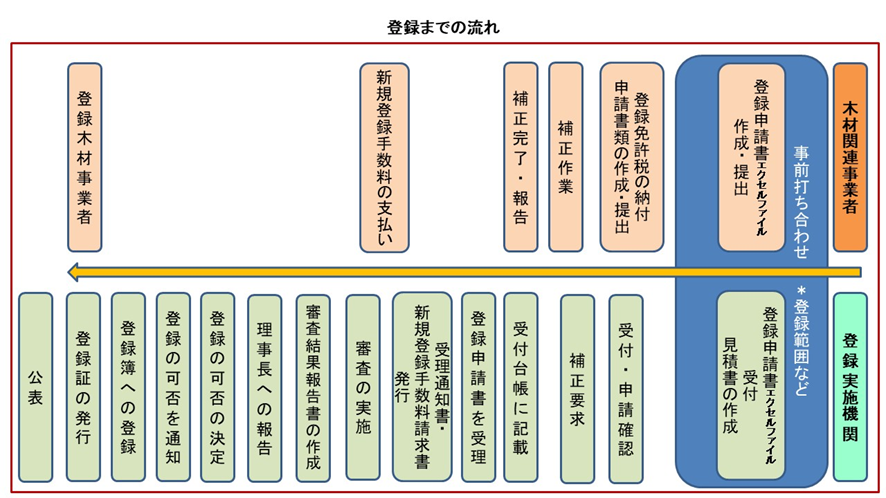 登録までの流れ
木材関連事業者
事前打ち合わせ　＊登録範囲など
登録申請書エクセルファイル
作成・提出
登録免許税の納付
申請書類の作成・提出
補正作業
補正完了・報告
新規登録手数料の支払い
登録木材事業者
登録実施機関
登録申請書エクセルファイル
受付
見積書の作成
受付・申請確認
補正要求
受付台帳に記載
登録申請書を受理
受理通知書・
新規登録手数料請求書
発行
審査の実施
審査結果報告書の作成
理事長への報告
登録の可否の決定
登録の可否を通知
登録簿への登録
登録証の発行
公表